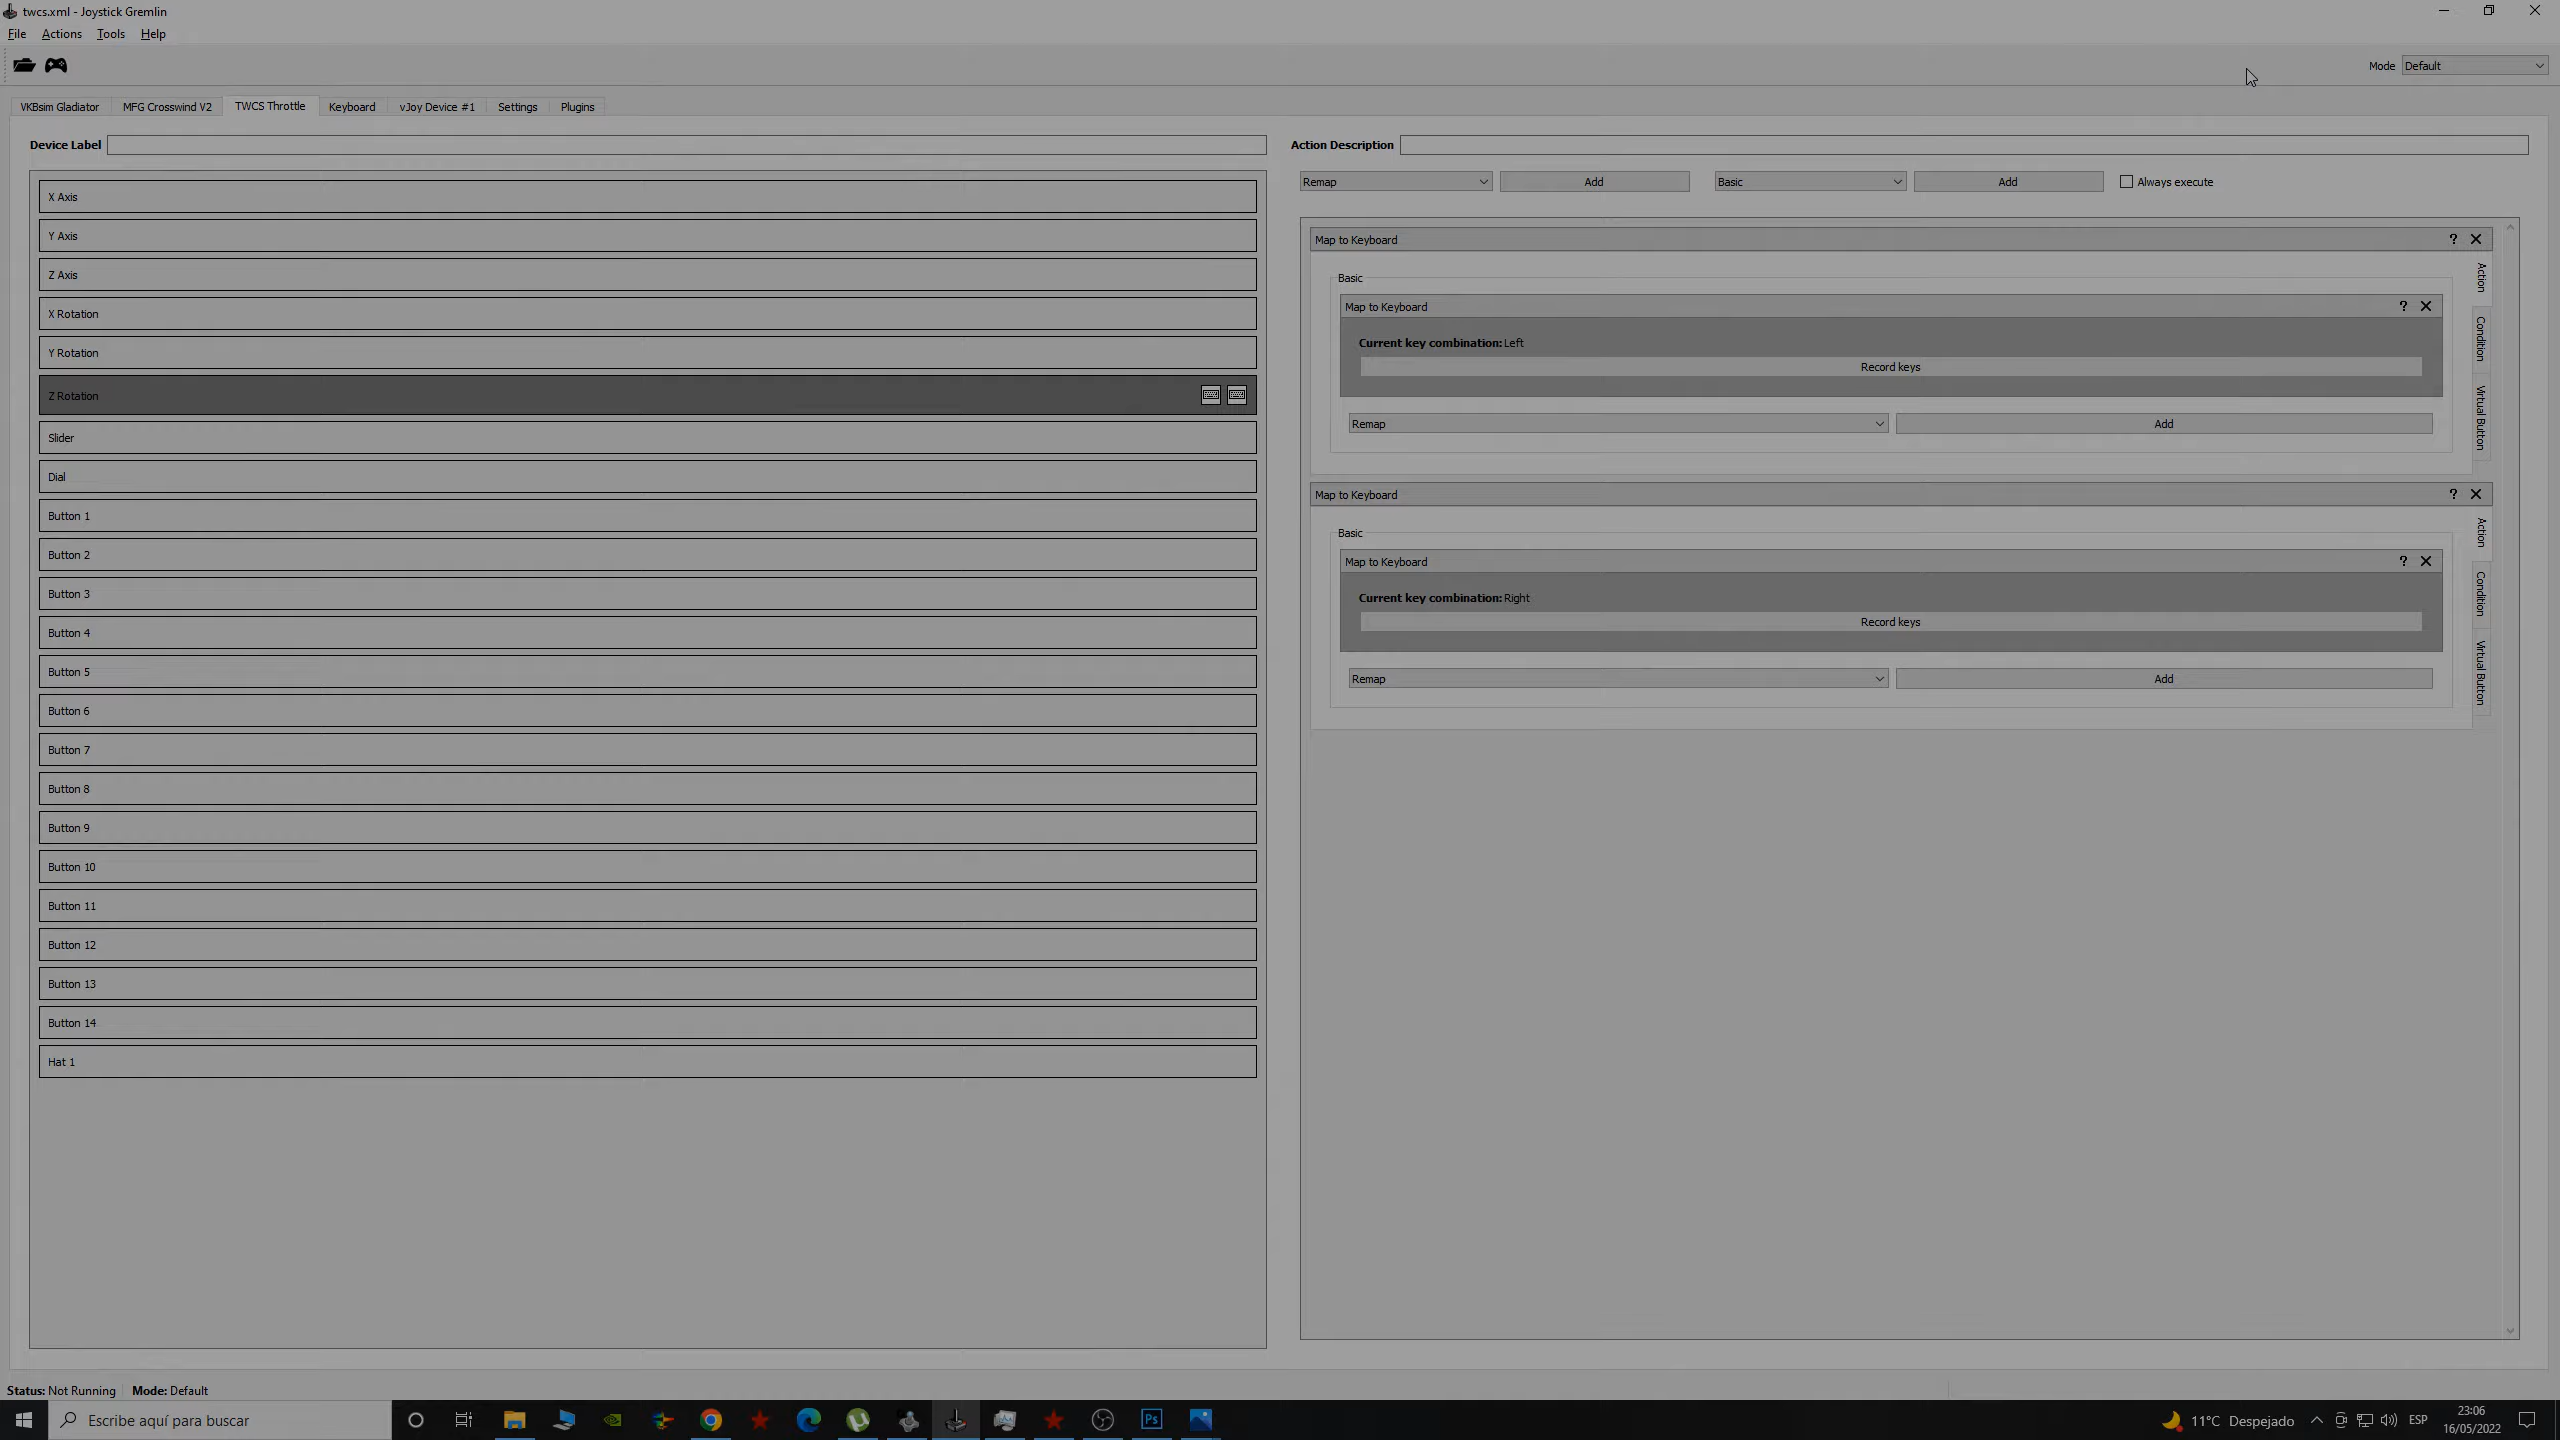 twcs.xml - Joystick Gremlin
File Actions Tools Help
Mode Default
VKBsim Gladiator MFG Crosswind V2 TWCS Throttle Keyboard vJoy Device #1 Settings Plugins
Device Label
X Axis
Y Axis
Z Axis
X Rotation
Y Rotation
Z Rotation
Slider
Dial
Button 1
Button 2
Button 3
Button 4
Button 5
Button 6
Button 7
Button 8
Button 9
Button 10
Button 11
Button 12
Button 13
Button 14
Hat 1
Action Description
Remap Add Basic Add Always execute
Map to Keyboard ?
Action
Condition
Virtual Button
Basic
Map to Keyboard ?
Current key combination: Left
Record keys
Remap Add
Map to Keyboard ?
Action
Condition
Virtual Button
Basic
Map to Keyboard ?
Current key combination: Right
Record keys
Remap Add
Status: Not Running Mode: Default
Escribe aquí para buscar
Ps
11°C Despejado
ESP
23:06
16/05/2022